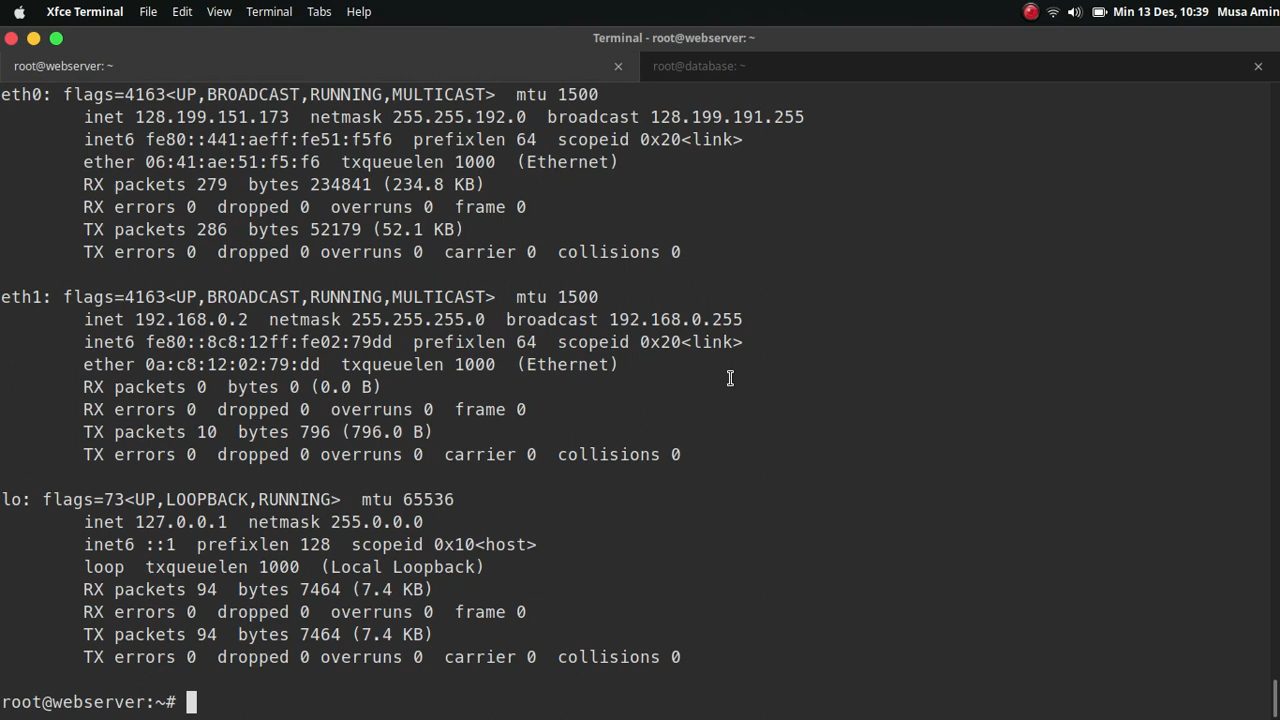 Xfce Terminal File Edit View Terminal Tabs Help Min 13 Des, 10:39 Musa Amin
Terminal - root@webserver: ~
root@webserver: ~ root@database: ~
eth0: flags=4163<UP,BROADCAST,RUNNING,MULTICAST>  mtu 1500
        inet 128.199.151.173  netmask 255.255.192.0  broadcast 128.199.191.255
        inet6 fe80::441:aeff:fe51:f5f6  prefixlen 64  scopeid 0x20<link>
        ether 06:41:ae:51:f5:f6  txqueuelen 1000  (Ethernet)
        RX packets 279  bytes 234841 (234.8 KB)
        RX errors 0  dropped 0  overruns 0  frame 0
        TX packets 286  bytes 52179 (52.1 KB)
        TX errors 0  dropped 0 overruns 0  carrier 0  collisions 0
eth1: flags=4163<UP,BROADCAST,RUNNING,MULTICAST>  mtu 1500
        inet 192.168.0.2  netmask 255.255.255.0  broadcast 192.168.0.255
        inet6 fe80::8c8:12ff:fe02:79dd  prefixlen 64  scopeid 0x20<link>
        ether 0a:c8:12:02:79:dd  txqueuelen 1000  (Ethernet)
        RX packets 0  bytes 0 (0.0 B)
        RX errors 0  dropped 0  overruns 0  frame 0
        TX packets 10  bytes 796 (796.0 B)
        TX errors 0  dropped 0 overruns 0  carrier 0  collisions 0
lo: flags=73<UP,LOOPBACK,RUNNING>  mtu 65536
        inet 127.0.0.1  netmask 255.0.0.0
        inet6 ::1  prefixlen 128  scopeid 0x10<host>
        loop  txqueuelen 1000  (Local Loopback)
        RX packets 94  bytes 7464 (7.4 KB)
        RX errors 0  dropped 0  overruns 0  frame 0
        TX packets 94  bytes 7464 (7.4 KB)
        TX errors 0  dropped 0 overruns 0  carrier 0  collisions 0
root@webserver:~#